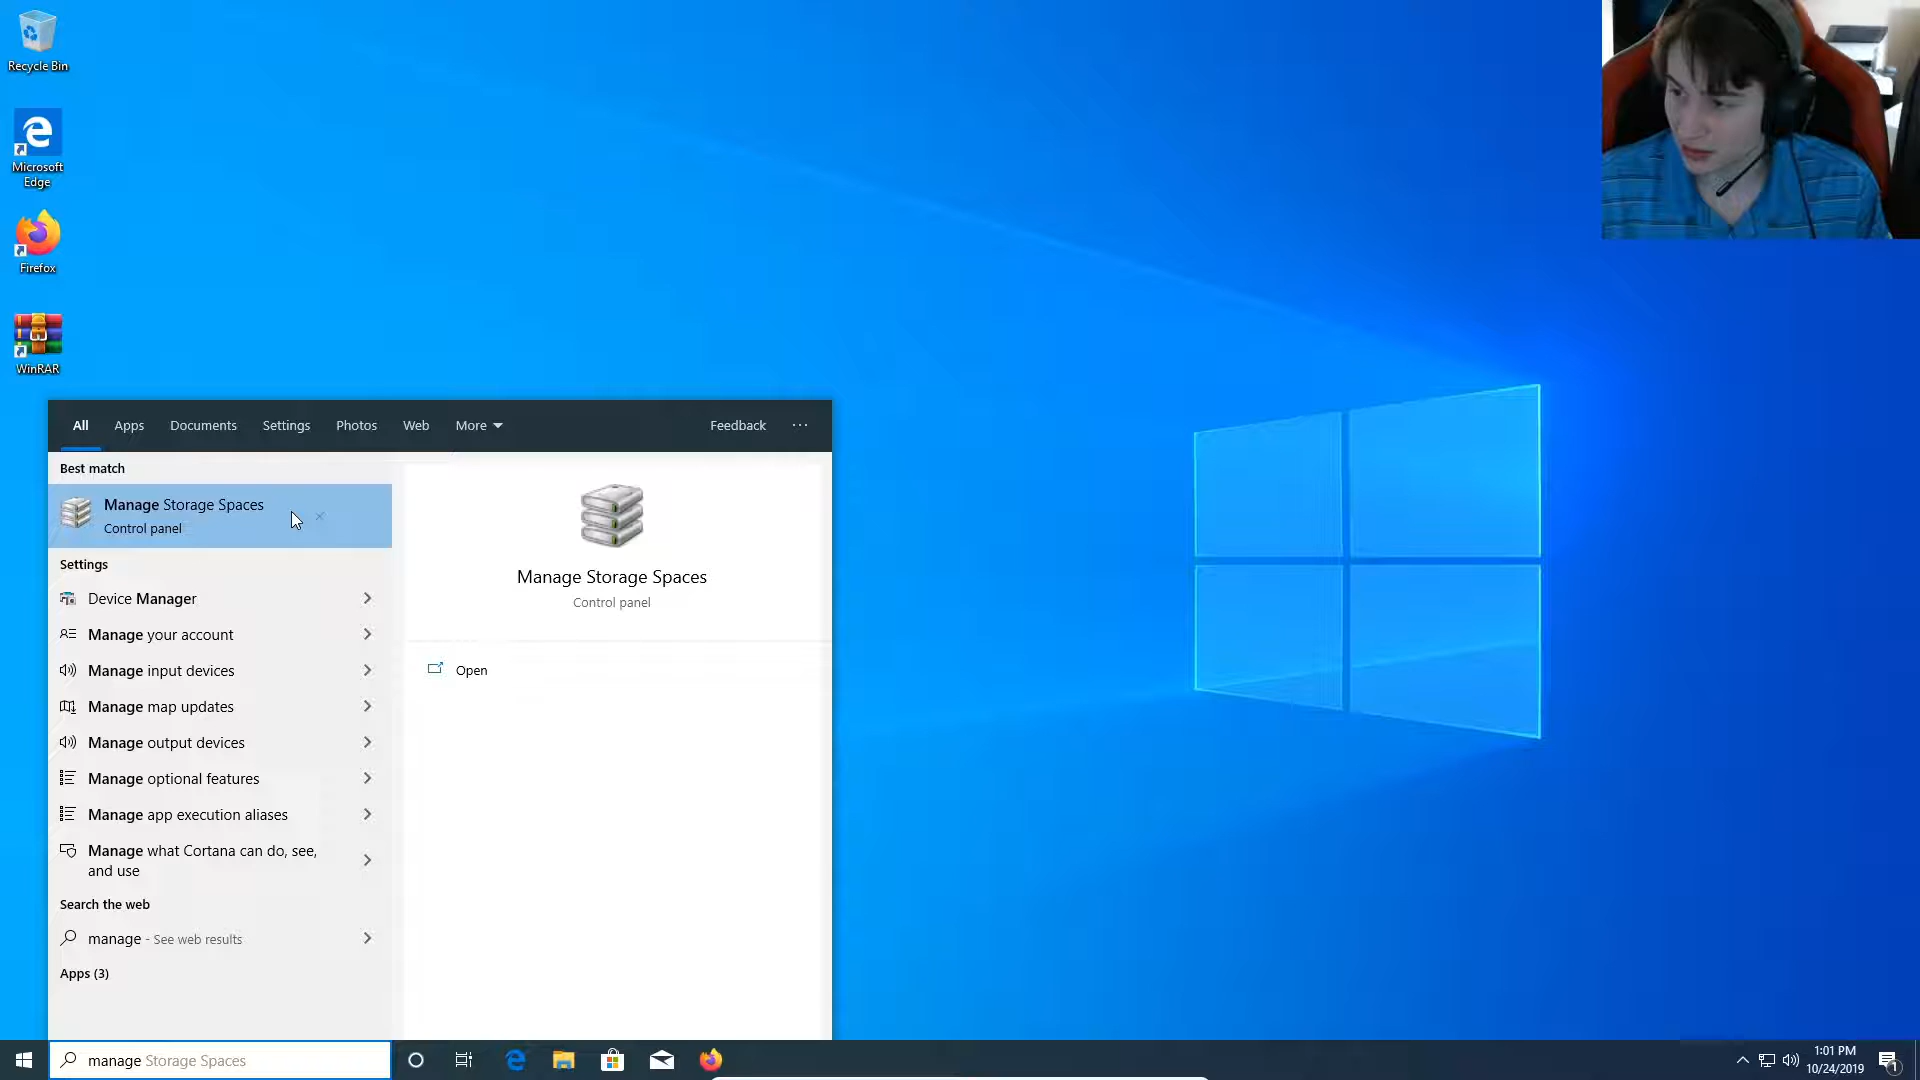 Recycle Bin
Microsoft
Edge
Firefox
WinRAR
All Apps Documents Settings Photos Web More Feedback ...
Best match
Manage Storage Spaces
Control panel
Settings
Device Manager
Manage your account
Manage input devices
Manage map updates
Manage output devices
Manage optional features
Manage app execution aliases
Manage what Cortana can do, see,
and use
Search the web
manage - See web results
Apps (3)
Manage Storage Spaces
Control panel
Open
manage Storage Spaces
1:01 PM
10/24/2019
1